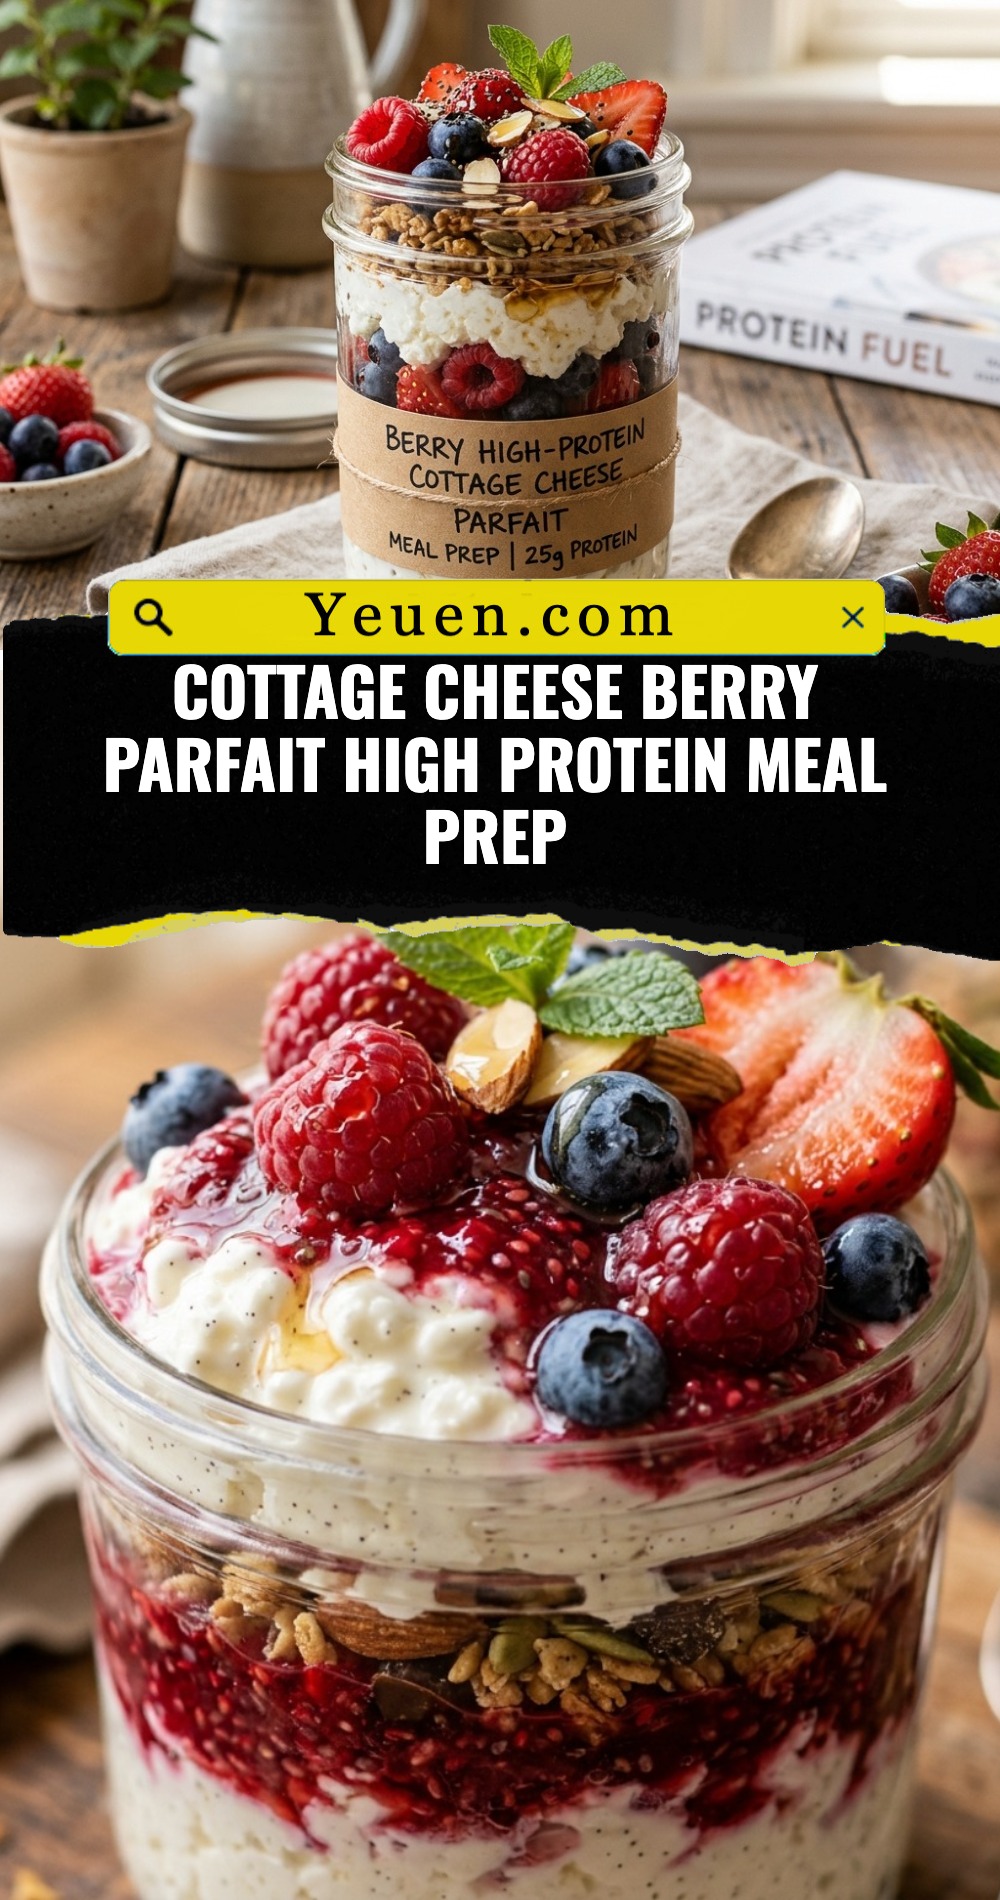 PROTEIN FUEL
BERRY HIGH-PROTEIN
COTTAGE CHEESE
PARFAIT
MEAL PREP | 25g PROTEIN
Yeuen.com
COTTAGE CHEESE BERRY
PARFAIT HIGH PROTEIN MEAL
PREP